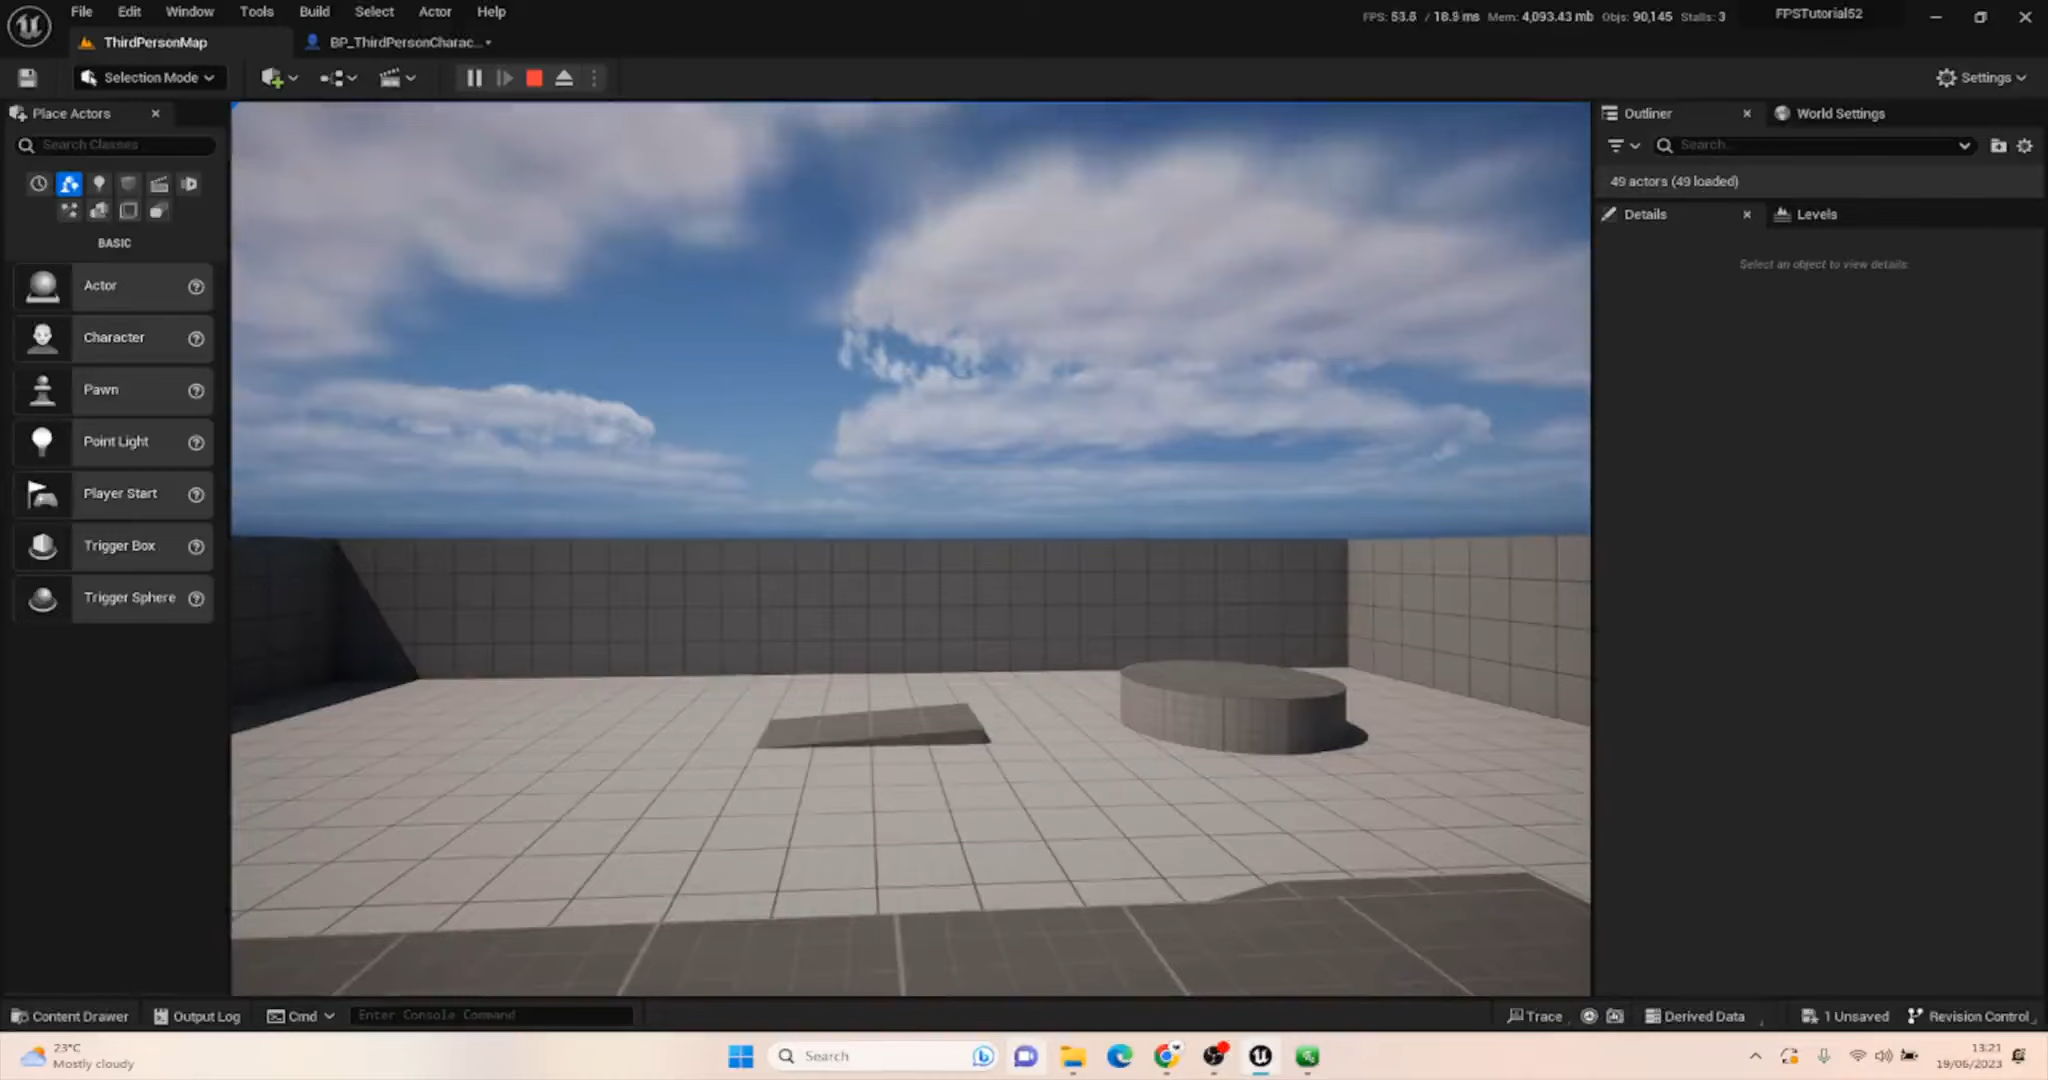 File Edit Window Tools Build Select Actor Help
FPS: 53.6 / 18.9 ms Mem: 4,093.43 mb Objs: 90,145 Stalls: 3
FPSTutorial52
ThirdPersonMap
BP_ThirdPersonCharac...
Selection Mode
Settings
Place Actors
Search Classes
BASIC
Actor
Character
Pawn
Point Light
Player Start
Trigger Box
Trigger Sphere
Outliner
World Settings
Search...
49 actors (49 loaded)
Details
Levels
Select an object to view details.
Content Drawer
Output Log
Cmd
Enter Console Command
Trace
Derived Data
1 Unsaved
Revision Control
23°C
Mostly cloudy
Search
13:21
19/06/2023